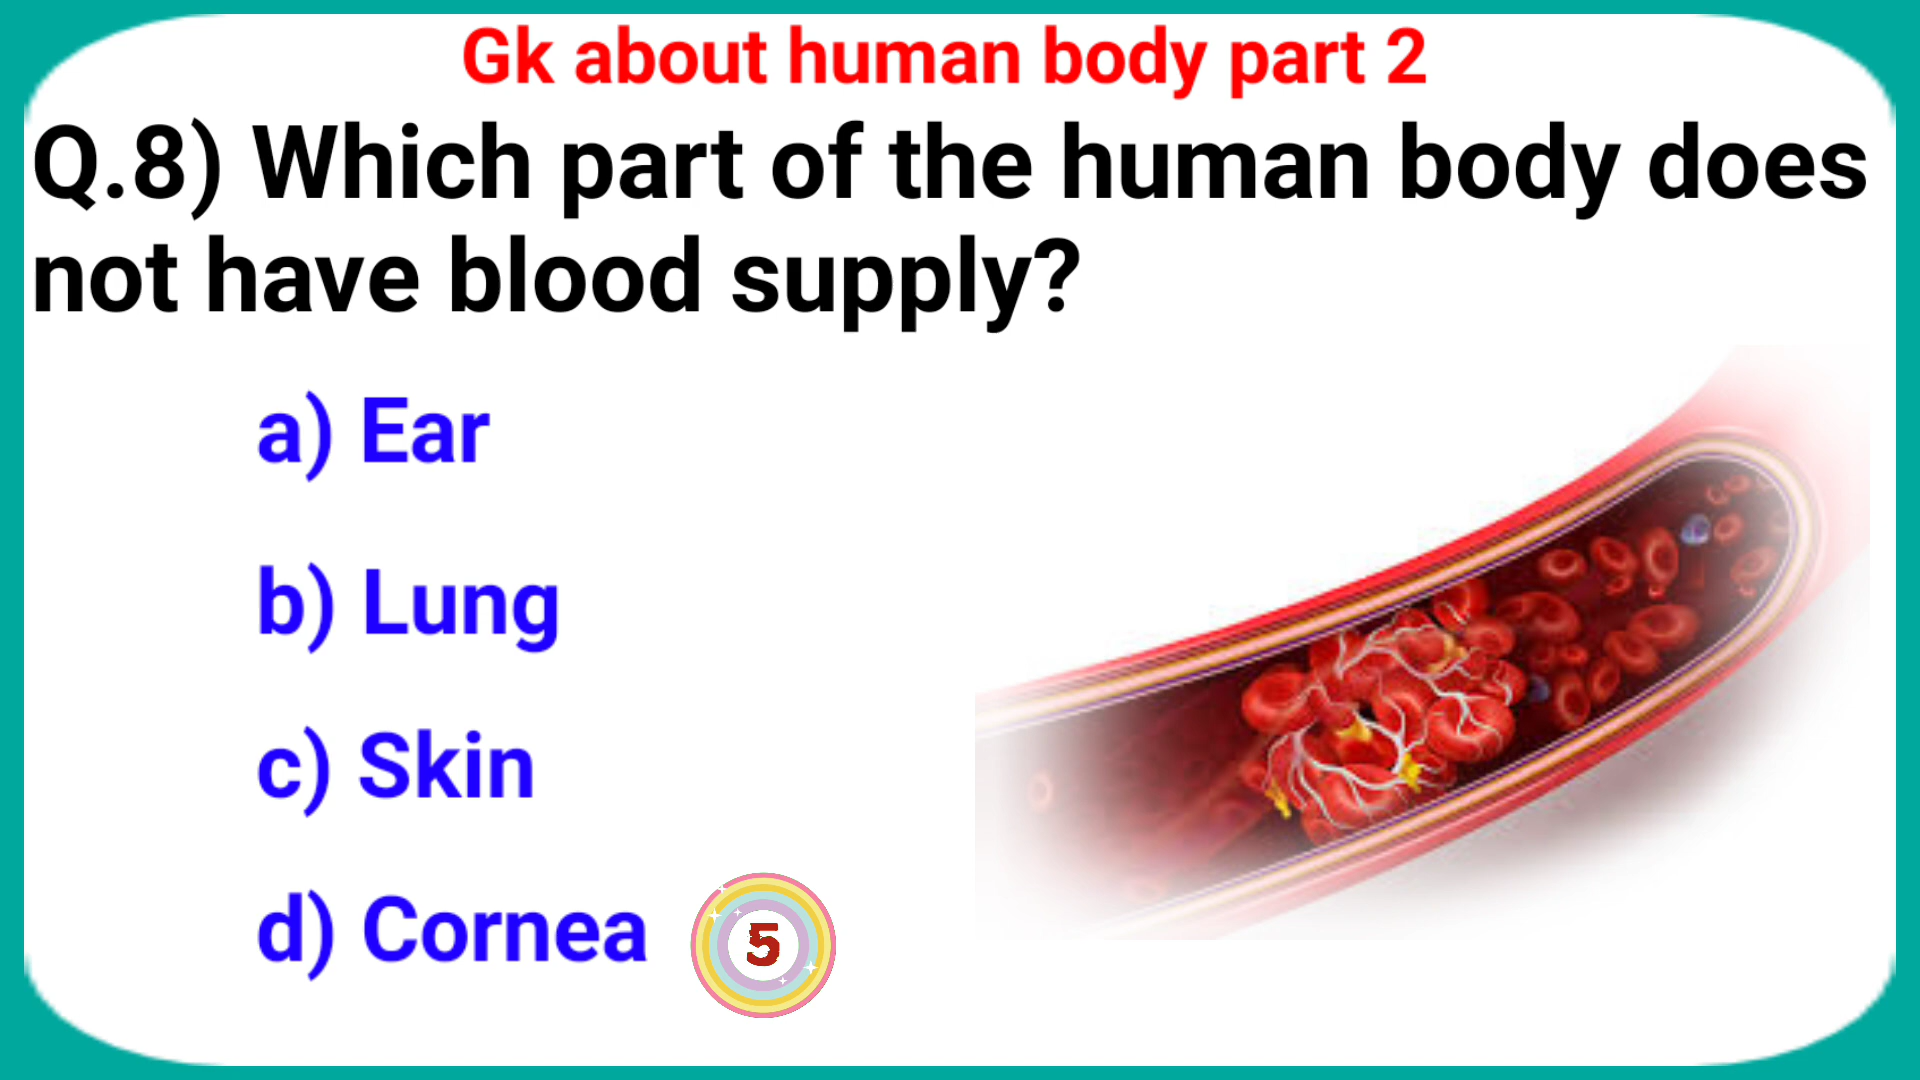 Gk about human body part 2
Q.8) Which part of the human body does
not have blood supply?
a) Ear
b) Lung
c) Skin
d) Cornea
5